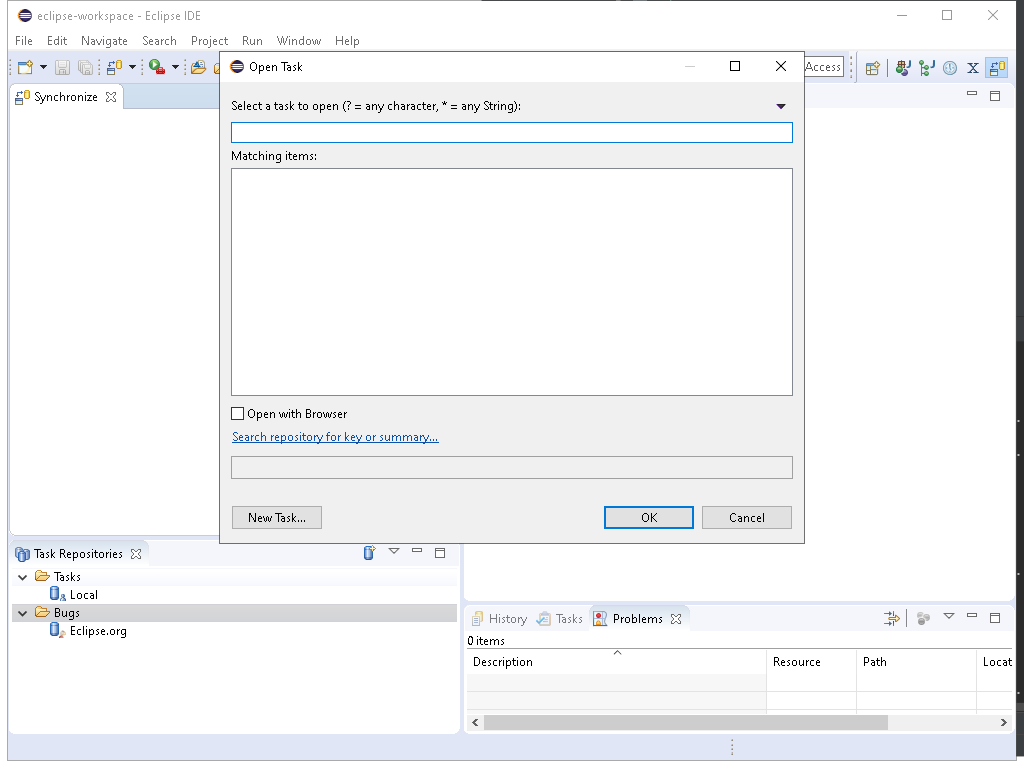 eclipse-workspace - Eclipse IDE
File Edit Navigate Search Project Run Window Help
Open Task
Access
Synchronize
Select a task to open (? = any character, * = any String):
Matching items:
Open with Browser
Search repository for key or summary...
New Task... OK Cancel
Task Repositories
Tasks
Local
Bugs
Eclipse.org
History Tasks Problems
0 items
Description Resource Path Locat